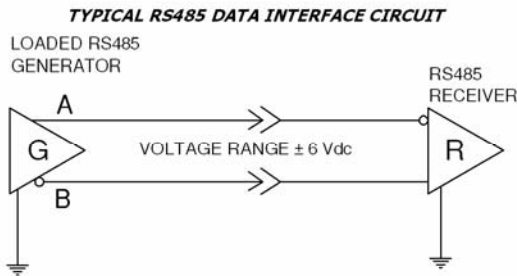 TYPICAL RS485 DATA INTERFACE CIRCUIT
LOADED RS485
GENERATOR
RS485
RECEIVER
A
G
VOLTAGE RANGE ± 6 Vdc
R
B